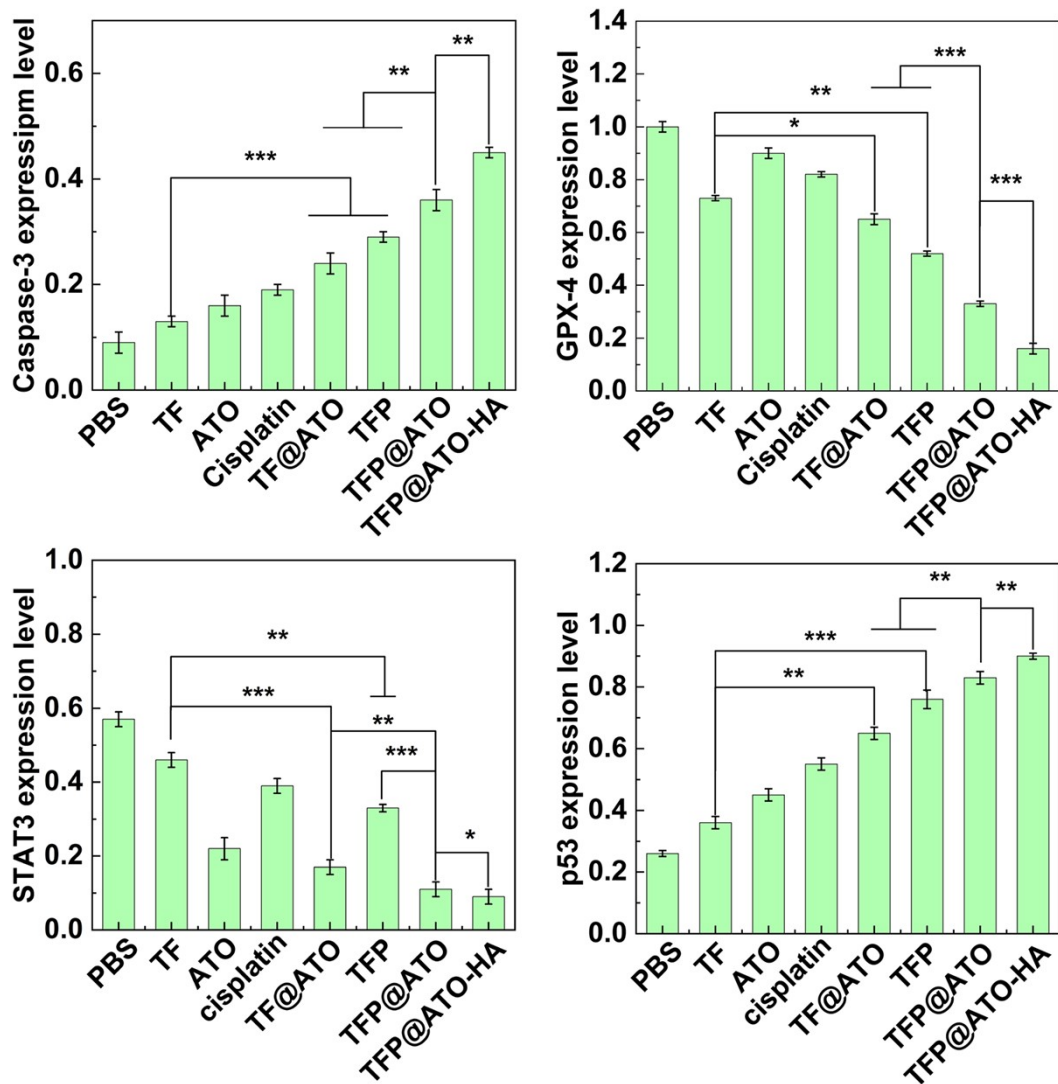 Caspase-3 expressipm level
0.6
0.4
0.2
0.0
***
**
**
PBS
TF
ATO
Cisplatin
TF@ATO
TFP
TFP@ATO
TFP@ATO-HA
GPX-4 expression level
1.4
1.2
1.0
0.8
0.6
0.4
0.2
0.0
*
**
***
***
PBS
TF
ATO
Cisplatin
TF@ATO
TFP
TFP@ATO
TFP@ATO-HA
STAT3 expression level
1.0
0.8
0.6
0.4
0.2
0.0
**
***
**
***
*
PBS
TF
ATO
cisplatin
TF@ATO
TFP
TFP@ATO
TFP@ATO-HA
p53 expression level
1.2
1.0
0.8
0.6
0.4
0.2
0.0
**
***
**
**
PBS
TF
ATO
cisplatin
TF@ATO
TFP
TFP@ATO
TFP@ATO-HA